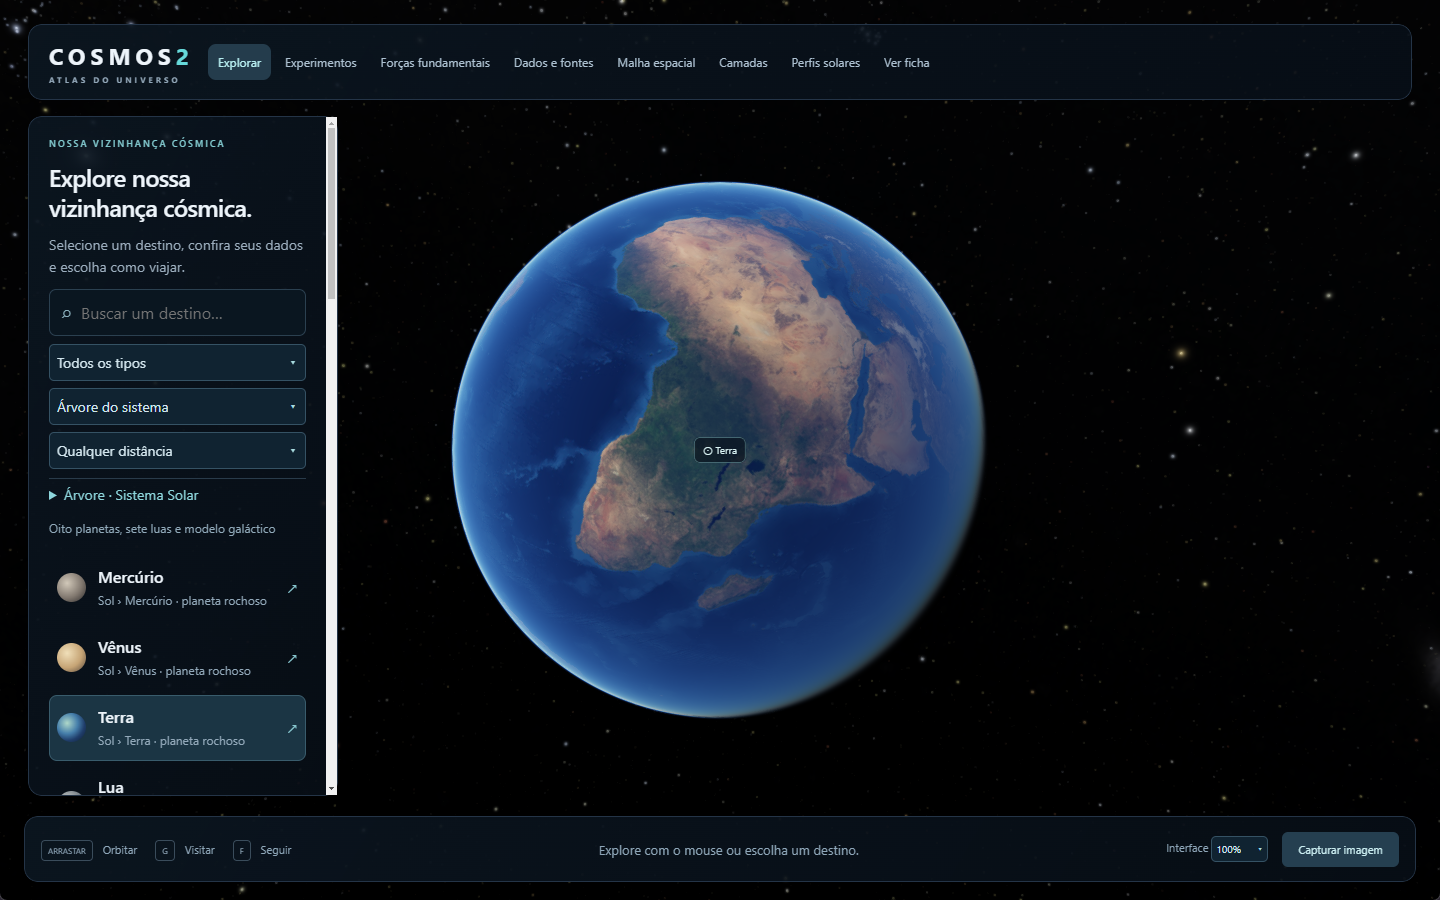 COSMOS2
ATLAS DO UNIVERSO
Explorar
Experimentos
Forças fundamentais
Dados e fontes
Malha espacial
Camadas
Perfis solares
Ver ficha
NOSSA VIZINHANÇA CÓSMICA
Explore nossa
vizinhança cósmica.
Selecione um destino, confira seus dados
e escolha como viajar.
Buscar um destino...
Todos os tipos
Árvore do sistema
Qualquer distância
Árvore · Sistema Solar
Oito planetas, sete luas e modelo galáctico
Mercúrio
Sol › Mercúrio · planeta rochoso
Vênus
Sol › Vênus · planeta rochoso
Terra
Sol › Terra · planeta rochoso
Lua
Terra
ARRASTAR Orbitar G Visitar F Seguir
Explore com o mouse ou escolha um destino.
Interface 100%
Capturar imagem